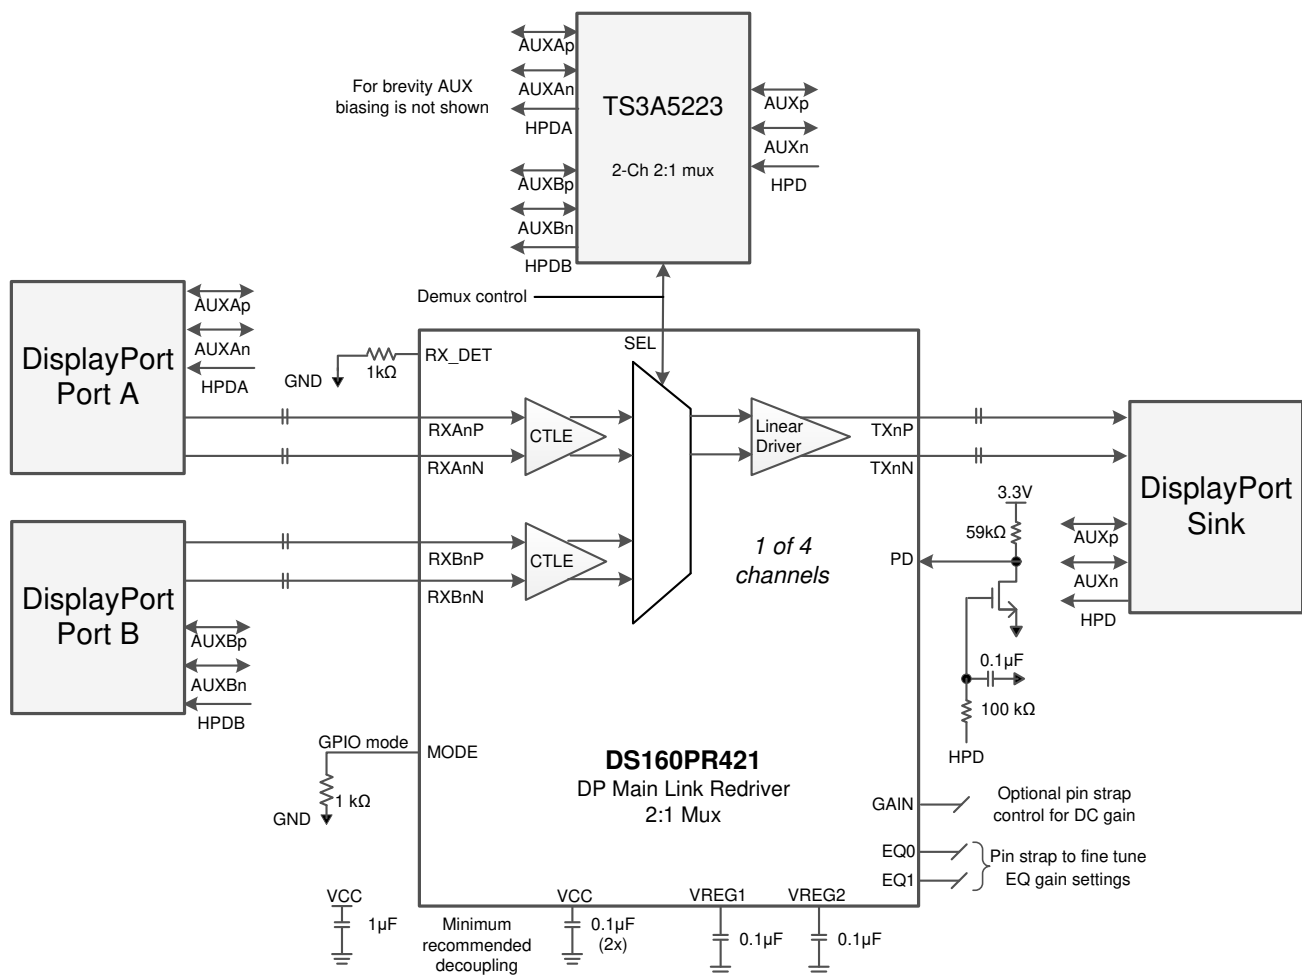 AUXAp
AUXAn
HPDA
AUXBp
AUXBn
HPDB
For brevity AUX
biasing is not shown
TS3A5223
2-Ch 2:1 mux
AUXp
AUXn
HPD
Demux control
DisplayPort
Port A
AUXAp
AUXAn
HPDA
GND
1kΩ
RX_DET
SEL
RXAnP
RXAnN
CTLE
Linear
Driver
TXnP
TXnN
DisplayPort
Sink
AUXp
AUXn
HPD
DisplayPort
Port B
AUXBp
AUXBn
HPDB
RXBnP
RXBnN
CTLE
1 of 4
channels
PD
3.3V
59kΩ
0.1µF
100 kΩ
HPD
GPIO mode
MODE
1 kΩ
GND
DS160PR421
DP Main Link Redriver
2:1 Mux
GAIN
Optional pin strap
control for DC gain
EQ0
EQ1
Pin strap to fine tune
EQ gain settings
VCC
1µF
Minimum
recommended
decoupling
VCC
0.1µF
(2x)
VREG1
0.1µF
VREG2
0.1µF